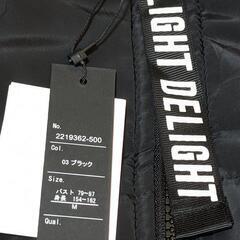 No.
2219362-500
Col.
03 ブラック
Size.
バスト 79~87
身長 154~162
M
Qual.
LIGHT DELIGHT